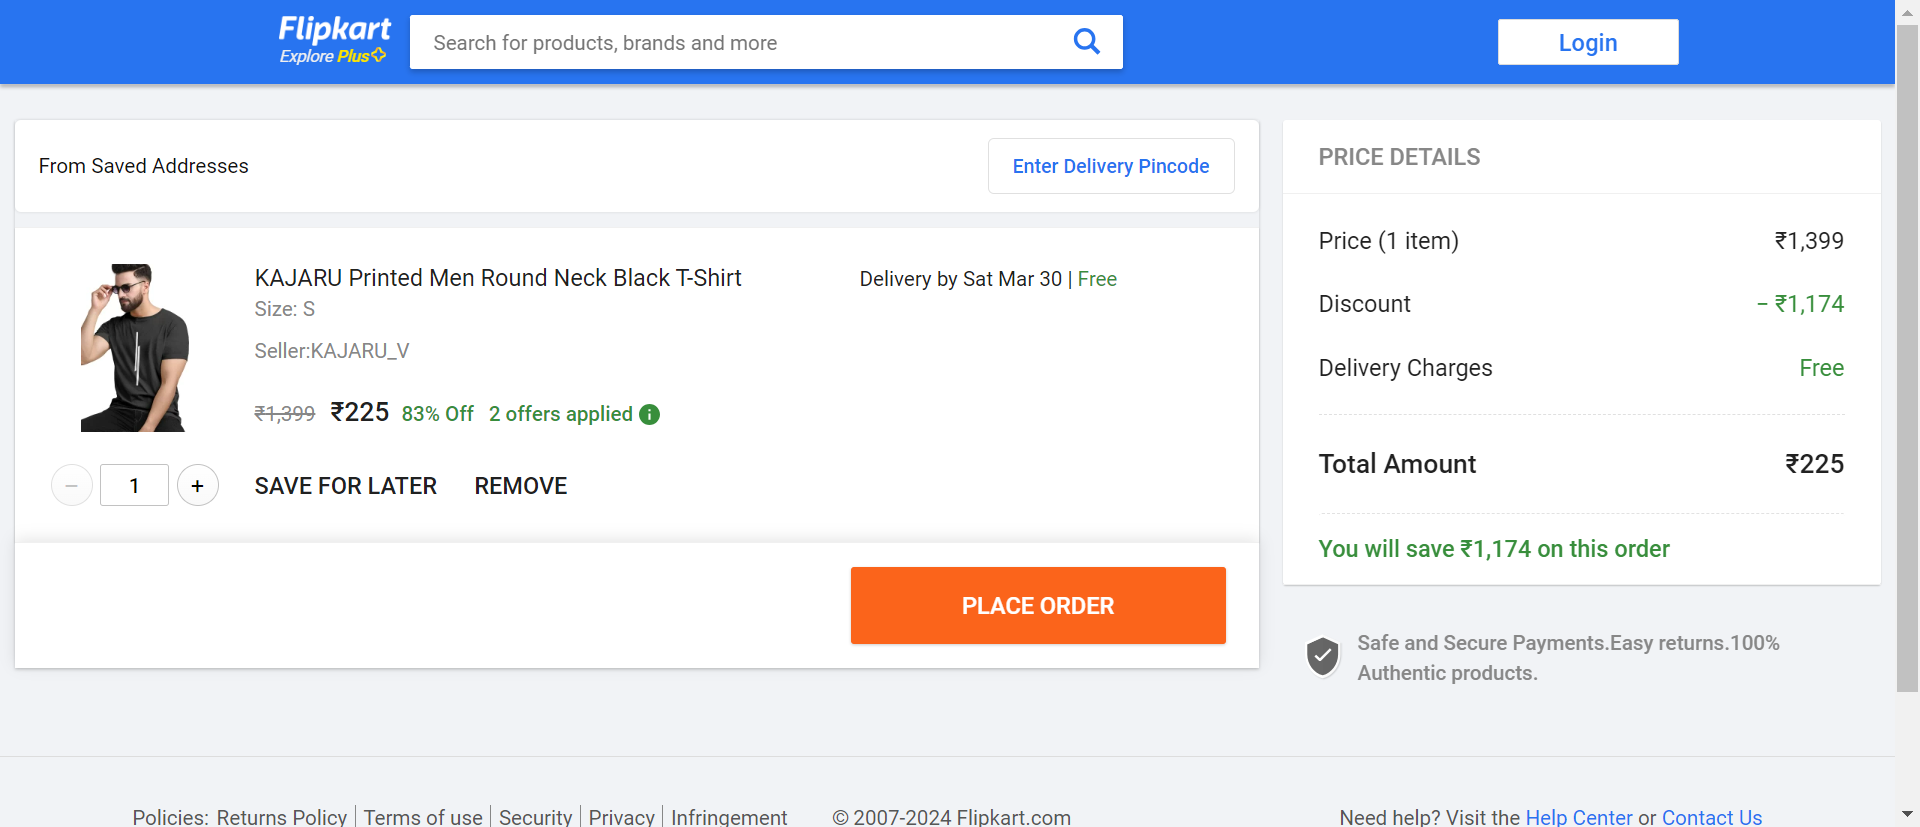 Flipkart
Explore Plus
Search for products, brands and more
Login
From Saved Addresses
Enter Delivery Pincode
KAJARU Printed Men Round Neck Black T-Shirt
Size: S
Seller:KAJARU_V
₹1,399 ₹225 83% Off 2 offers applied
Delivery by Sat Mar 30 | Free
− 1 +
SAVE FOR LATER REMOVE
PLACE ORDER
PRICE DETAILS
Price (1 item) ₹1,399
Discount − ₹1,174
Delivery Charges Free
Total Amount ₹225
You will save ₹1,174 on this order
Safe and Secure Payments.Easy returns.100%
Authentic products.
Policies: Returns Policy | Terms of use | Security | Privacy | Infringement © 2007-2024 Flipkart.com Need help? Visit the Help Center or Contact Us